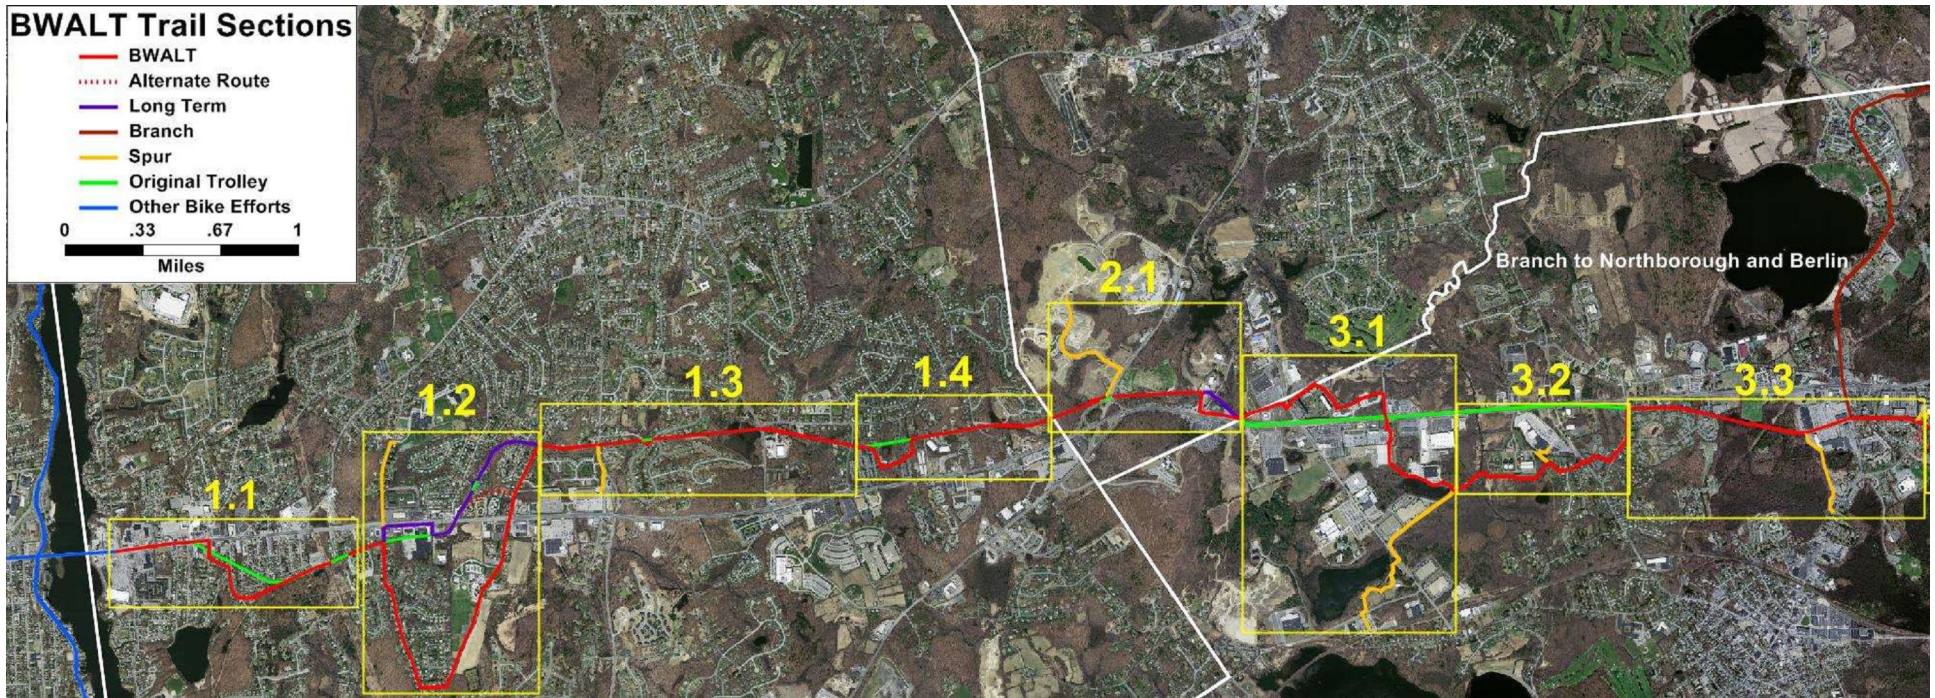 BWALT Trail Sections
BWALT
Alternate Route
Long Term
Branch
Spur
Original Trolley
Other Bike Efforts
0 .33 .67 1
Miles
1.1
1.2
1.3
1.4
2.1
3.1
3.2
3.3
Branch to Northborough and Berlin